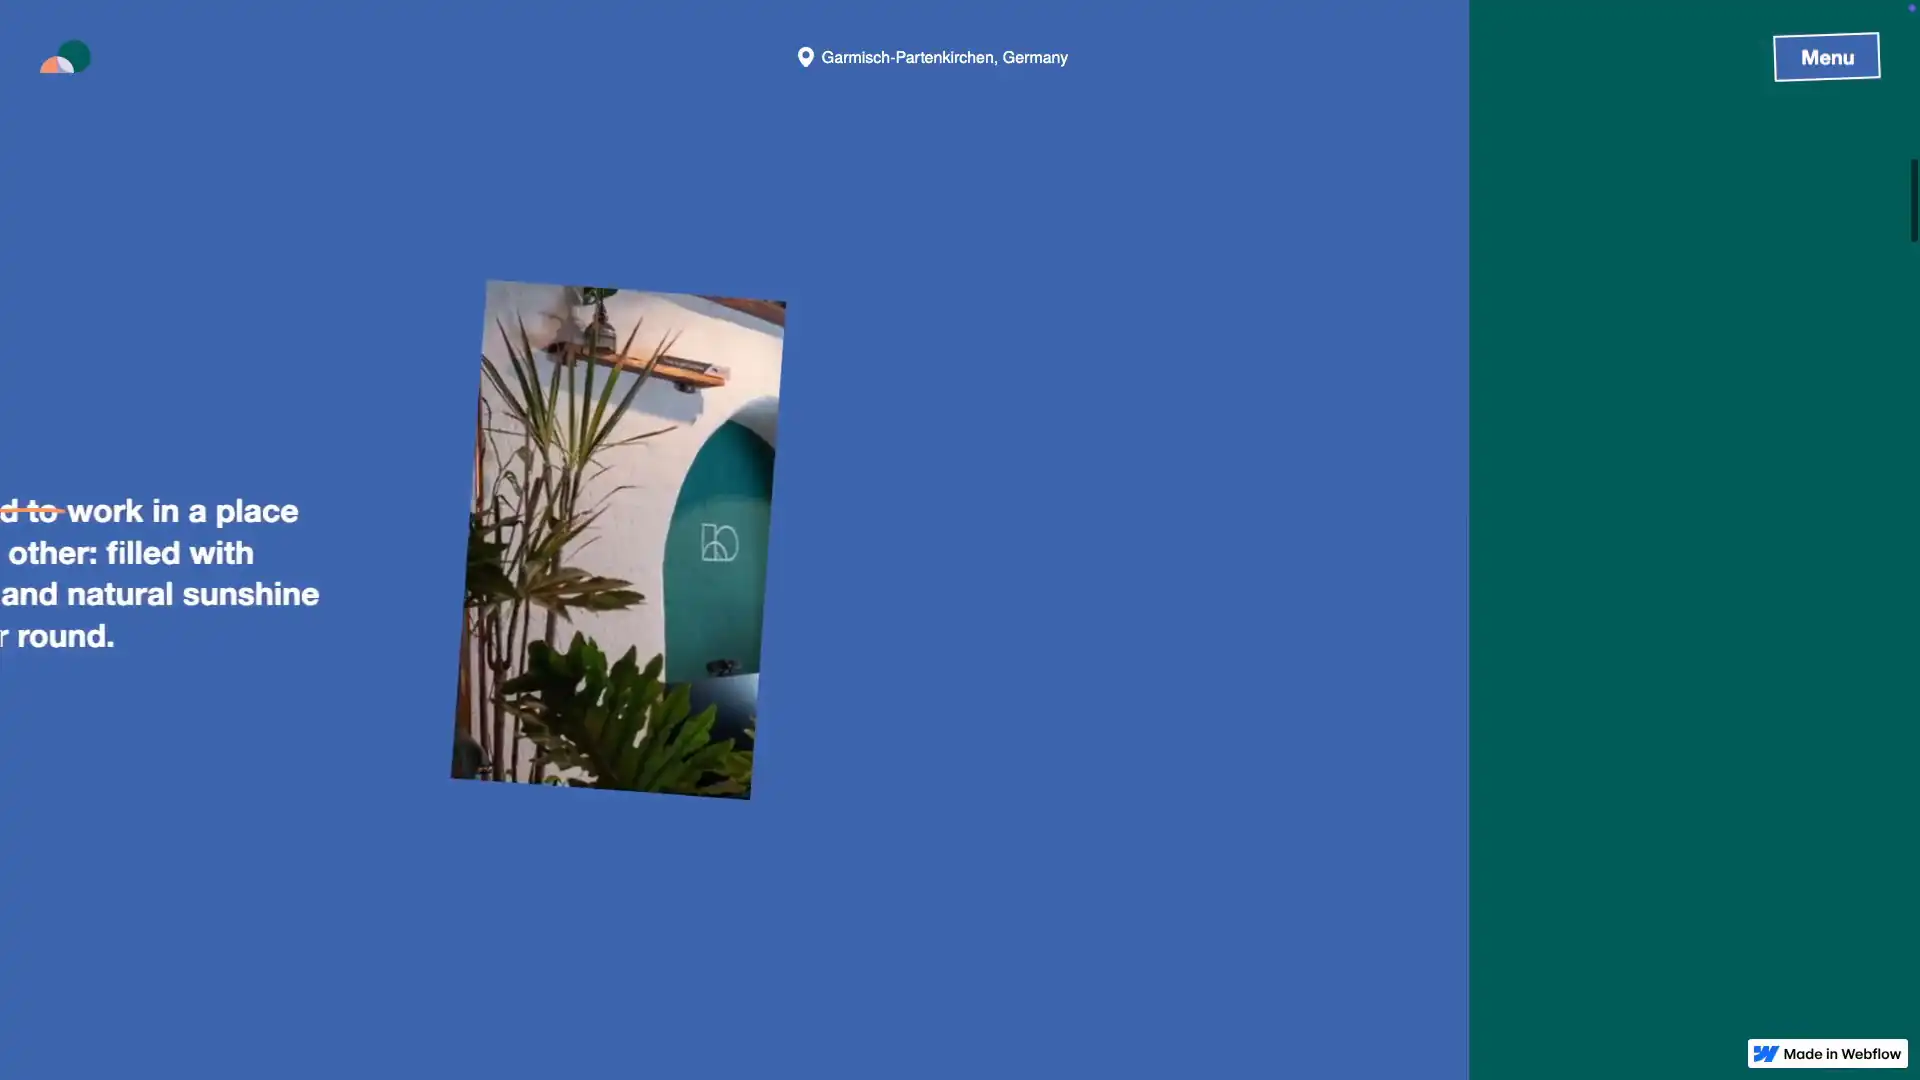 Garmisch-Partenkirchen, Germany
Menu
d to work in a place
other: filled with
and natural sunshine
r round.
Made in Webflow